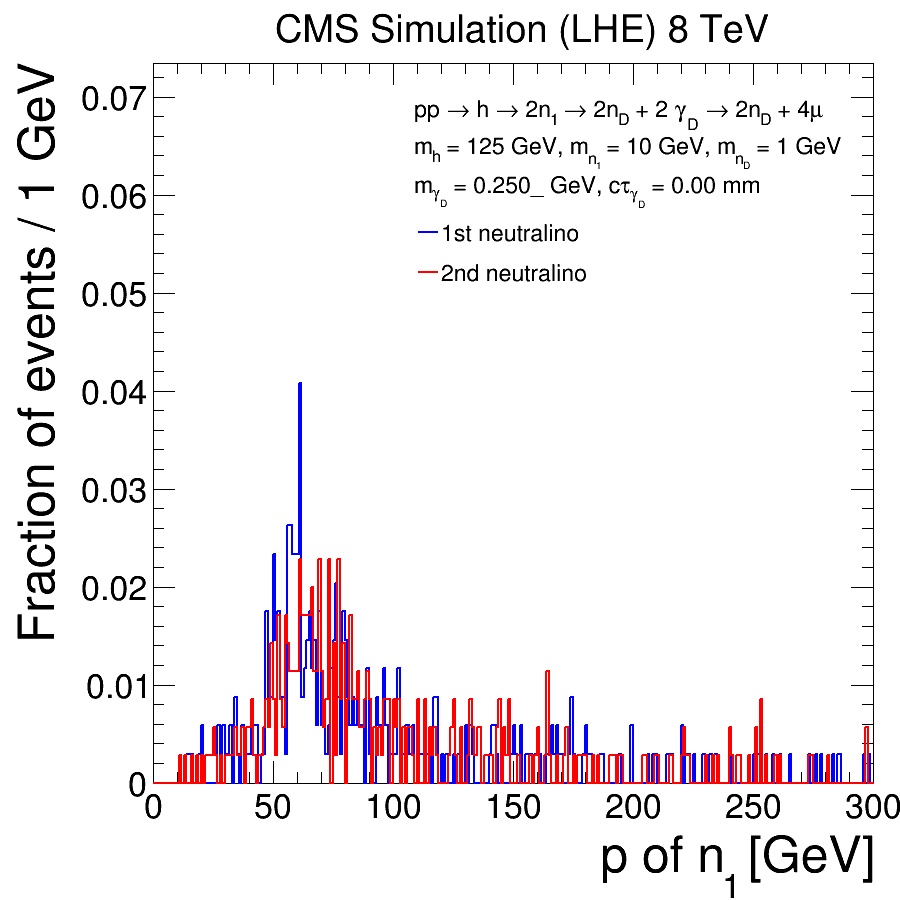 CMS Simulation (LHE) 8 TeV
Fraction of events / 1 GeV
0.07
0.06
0.05
0.04
0.03
0.02
0.01
0
pp → h → 2n1 → 2nD + 2 γD → 2nD + 4μ
mh = 125 GeV, mn1 = 10 GeV, mnD = 1 GeV
mγD = 0.250_ GeV, cτγD = 0.00 mm
1st neutralino
2nd neutralino
0 50 100 150 200 250 300
p of n1 [GeV]